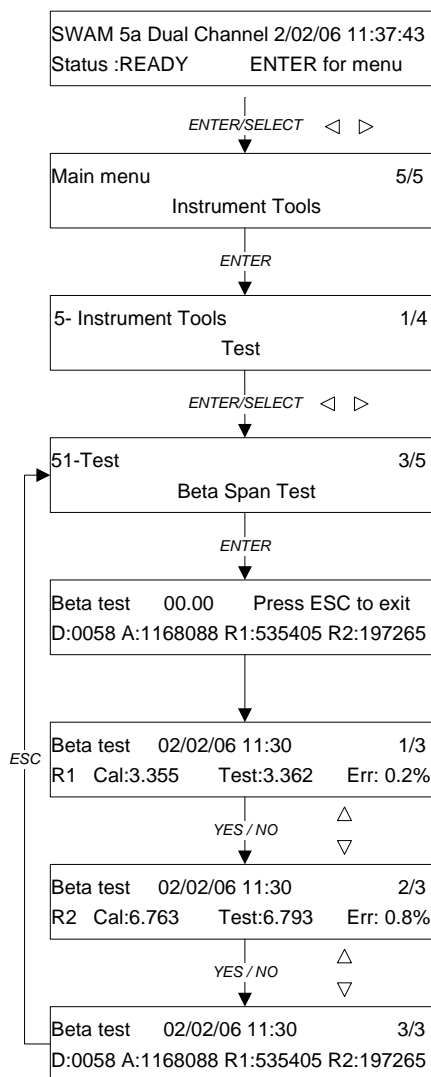 SWAM 5a Dual Channel 2/02/06 11:37:43
Status :READY ENTER for menu
ENTER/SELECT ◁ ▷
Main menu 5/5
Instrument Tools
ENTER
5- Instrument Tools 1/4
Test
ENTER/SELECT ◁ ▷
51-Test 3/5
Beta Span Test
ENTER
Beta test 00.00 Press ESC to exit
D:0058 A:1168088 R1:535405 R2:197265
ESC
Beta test 02/02/06 11:30 1/3
R1 Cal:3.355 Test:3.362 Err: 0.2%
YES / NO △ ▽
Beta test 02/02/06 11:30 2/3
R2 Cal:6.763 Test:6.793 Err: 0.8%
YES / NO △ ▽
Beta test 02/02/06 11:30 3/3
D:0058 A:1168088 R1:535405 R2:197265